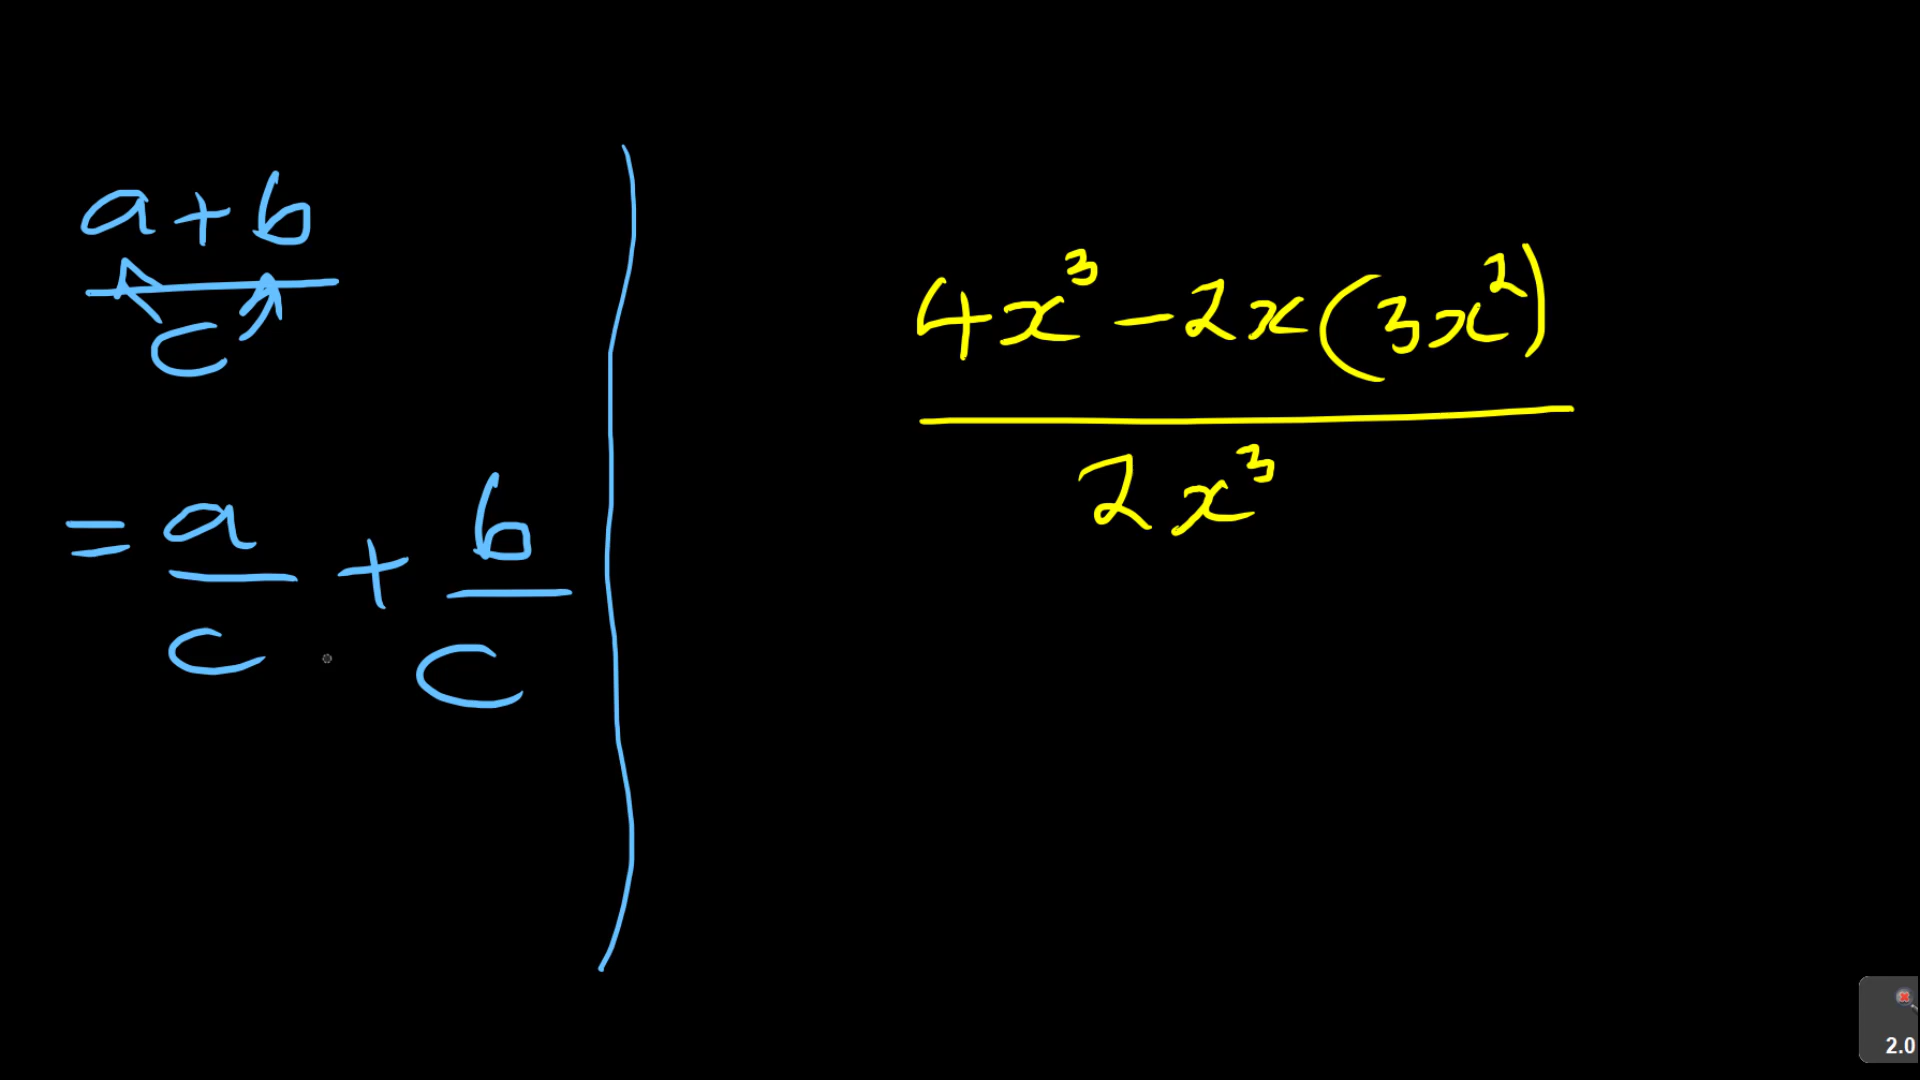 a+b
c
= a/c + b/c
4x³-2x(3x²)
2x³
2.0